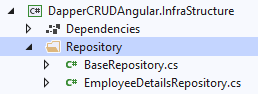 C# DapperCRUDAngular.InfraStructure
Dependencies
Repository
C# BaseRepository.cs
C# EmployeeDetailsRepository.cs